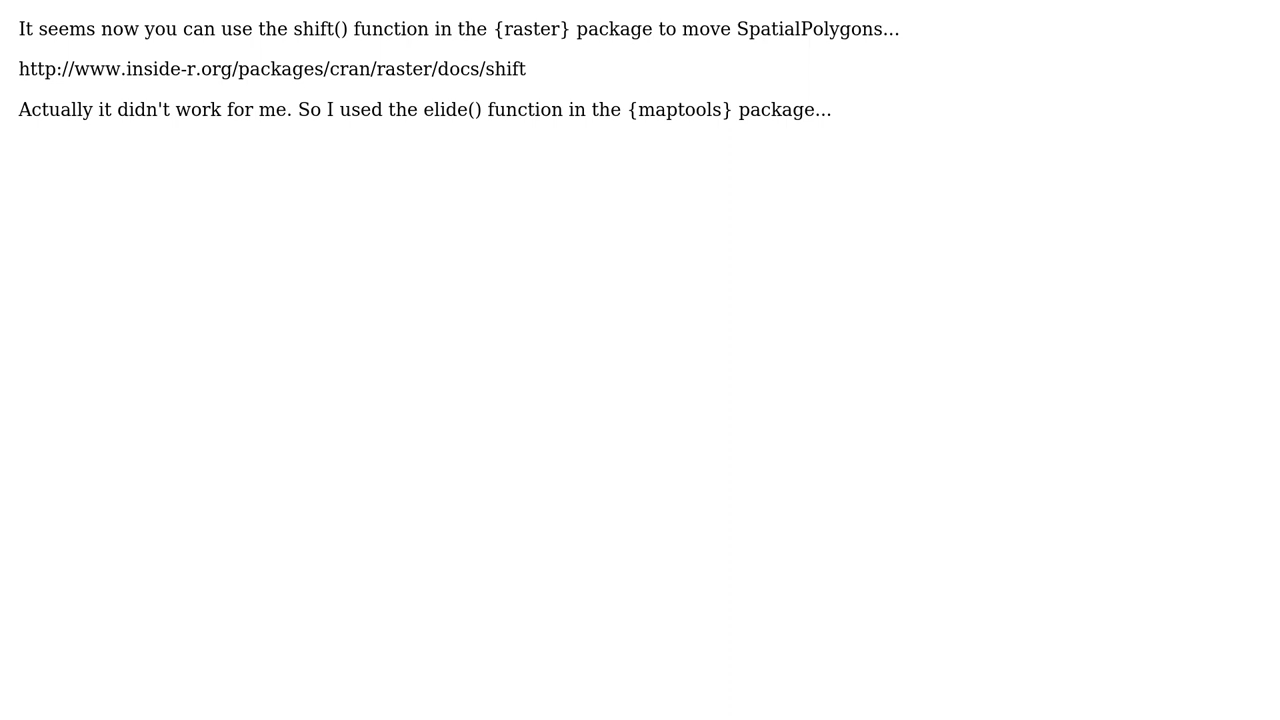 It seems now you can use the shift() function in the {raster} package to move SpatialPolygons...
http://www.inside-r.org/packages/cran/raster/docs/shift
Actually it didn't work for me. So I used the elide() function in the {maptools} package...